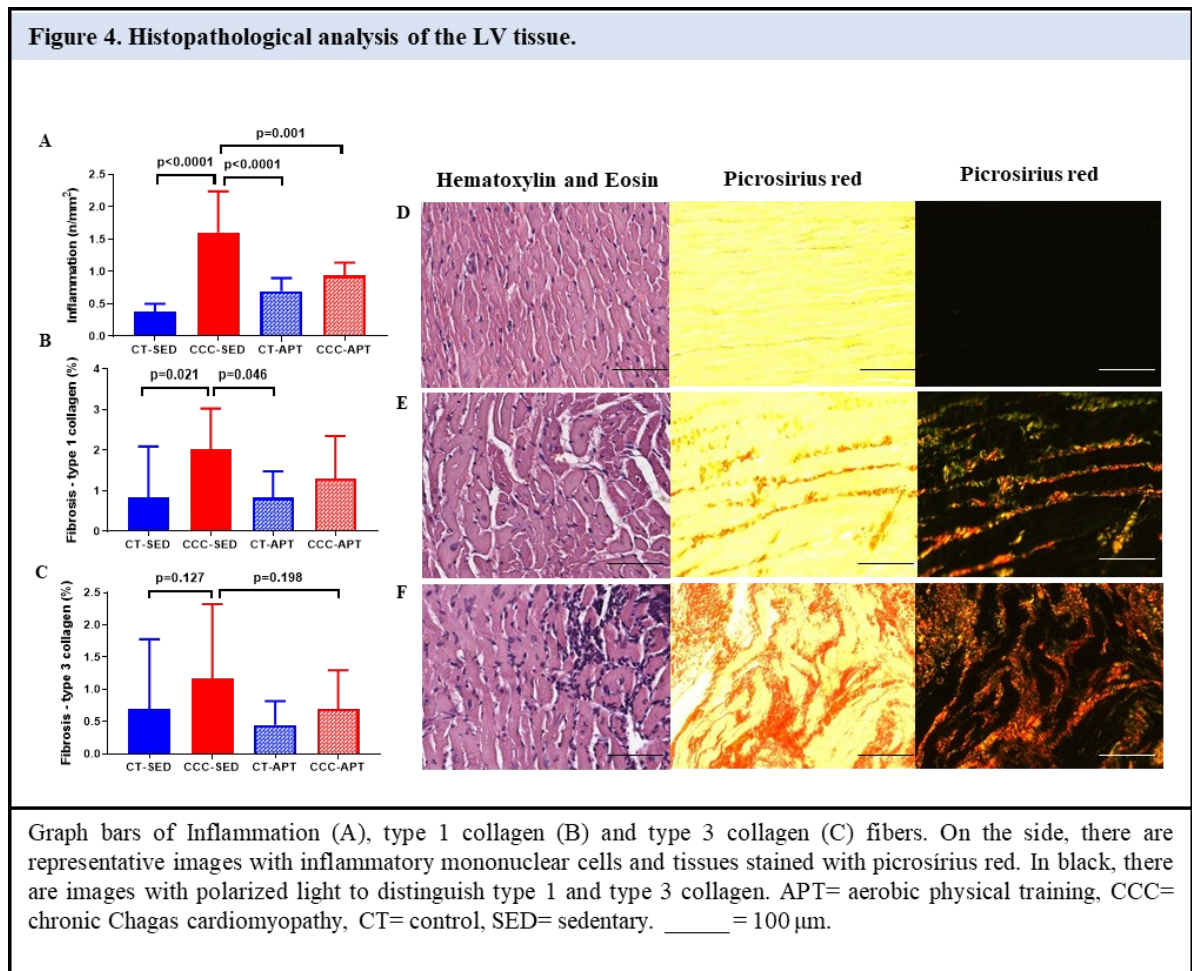 Figure 4. Histopathological analysis of the LV tissue.
A
p=0.001
p<0.0001 p<0.0001
Inflammation (n/mm²)
2.5
2.0
1.5
1.0
0.5
0.0
CT-SED CCC-SED CT-APT CCC-APT
B
p=0.021 p=0.046
Fibrosis - type 1 collagen (%)
4
3
2
1
0
CT-SED CCC-SED CT-APT CCC-APT
C
p=0.127 p=0.198
Fibrosis - type 3 collagen (%)
2.5
2.0
1.5
1.0
0.5
0.0
CT-SED CCC-SED CT-APT CCC-APT
Hematoxylin and Eosin Picrosirius red Picrosirius red
D
E
F
Graph bars of Inflammation (A), type 1 collagen (B) and type 3 collagen (C) fibers. On the side, there are
representative images with inflammatory mononuclear cells and tissues stained with picrosírius red. In black, there
are images with polarized light to distinguish type 1 and type 3 collagen. APT= aerobic physical training, CCC=
chronic Chagas cardiomyopathy, CT= control, SED= sedentary. _____ = 100 μm.